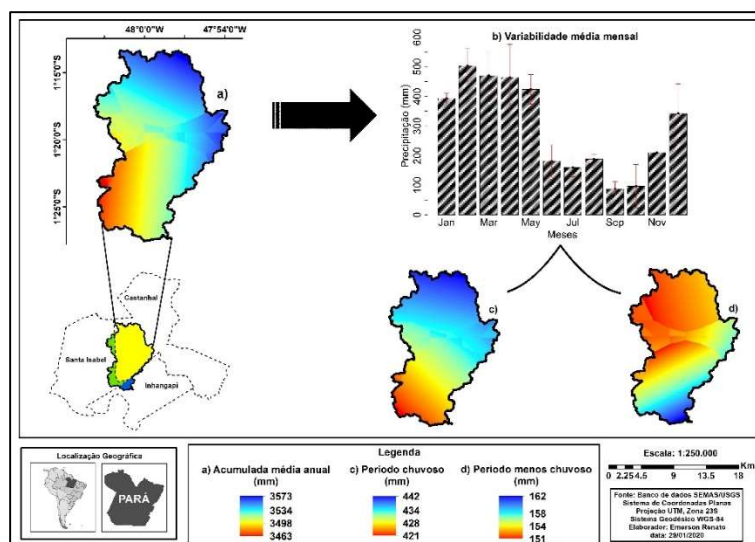 48°0'0"W 47°54'0"W
1°15'0"S
1°20'0"S
1°25'0"S
a)
b) Variabilidade média mensal
Precipitação (mm)
600
500
400
300
200
100
0
Jan Mar May Jul Sep Nov
Meses
Castanhal
Santa Isabel
Inhangapi
c)
d)
Localização Geográfica
PARÁ
Legenda
a) Acumulada média anual (mm)
3573
3534
3498
3463
c) Período chuvoso (mm)
442
434
428
421
d) Período menos chuvoso (mm)
162
158
154
151
Escala: 1:250.000
0 2.25 4.5 9 13.5 18 Km
Fonte: Banco de dados SEMAS/USGS
Sistema de Coordenadas Planas
Projeção UTM, Zona 23S
Sistema Geodésico WGS-84
Elaborador: Emerson Renato
data: 29/01/2020